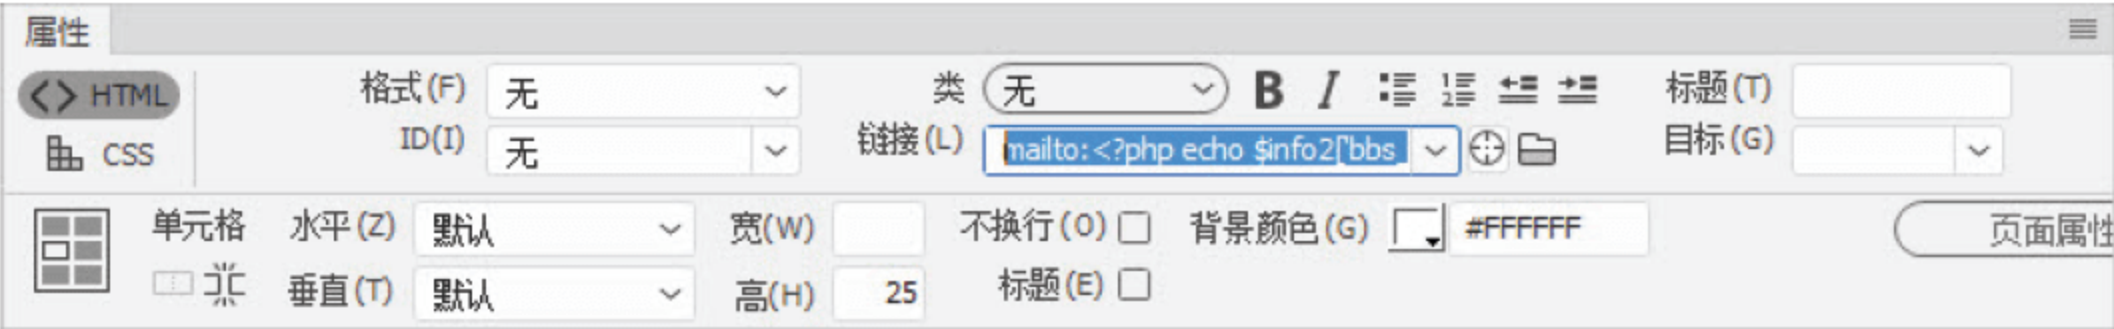 属性
HTML 格式(F) 无 类 无 B I 标题(T)
CSS ID(I) 无 链接(L) mailto:<?php echo $info2['bbs_ 目标(G)
单元格 水平(Z) 默认 宽(W) 不换行(O) 背景颜色(G) #FFFFFF 页面属性
垂直(T) 默认 高(H) 25 标题(E)